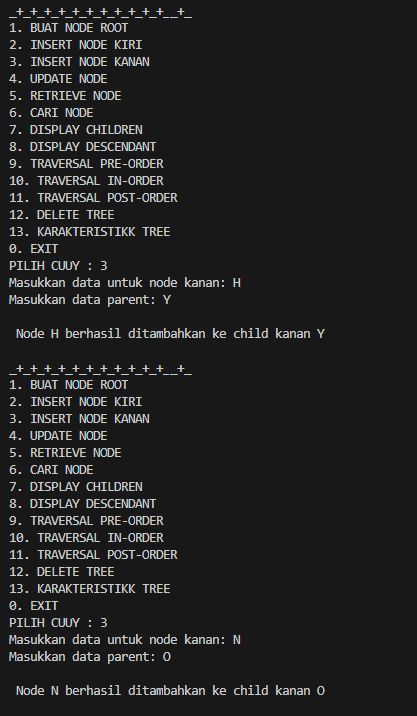 _+_+_+_+_+_+_+_+_+_+_+__+_
1. BUAT NODE ROOT
2. INSERT NODE KIRI
3. INSERT NODE KANAN
4. UPDATE NODE
5. RETRIEVE NODE
6. CARI NODE
7. DISPLAY CHILDREN
8. DISPLAY DESCENDANT
9. TRAVERSAL PRE-ORDER
10. TRAVERSAL IN-ORDER
11. TRAVERSAL POST-ORDER
12. DELETE TREE
13. KARAKTERISTIKK TREE
0. EXIT
PILIH CUUY : 3
Masukkan data untuk node kanan: H
Masukkan data parent: Y
Node H berhasil ditambahkan ke child kanan Y
_+_+_+_+_+_+_+_+_+_+_+__+_
1. BUAT NODE ROOT
2. INSERT NODE KIRI
3. INSERT NODE KANAN
4. UPDATE NODE
5. RETRIEVE NODE
6. CARI NODE
7. DISPLAY CHILDREN
8. DISPLAY DESCENDANT
9. TRAVERSAL PRE-ORDER
10. TRAVERSAL IN-ORDER
11. TRAVERSAL POST-ORDER
12. DELETE TREE
13. KARAKTERISTIKK TREE
0. EXIT
PILIH CUUY : 3
Masukkan data untuk node kanan: N
Masukkan data parent: O
Node N berhasil ditambahkan ke child kanan O